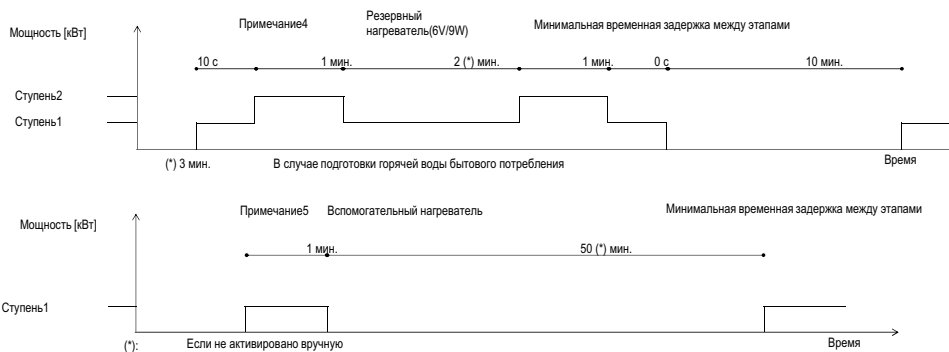 Мощность [кВт]
Примечание4
Резервный
нагреватель(6V/9W)
Минимальная временная задержка между этапами
10 с
1 мин.
2 (*) мин.
1 мин.
0 с
10 мин.
Ступень2
Ступень1
(*) 3 мин.
В случае подготовки горячей воды бытового потребления
Время
Мощность [кВт]
Примечание5
Вспомогательный нагреватель
Минимальная временная задержка между этапами
1 мин.
50 (*) мин.
Ступень1
(*):
Если не активировано вручную
Время